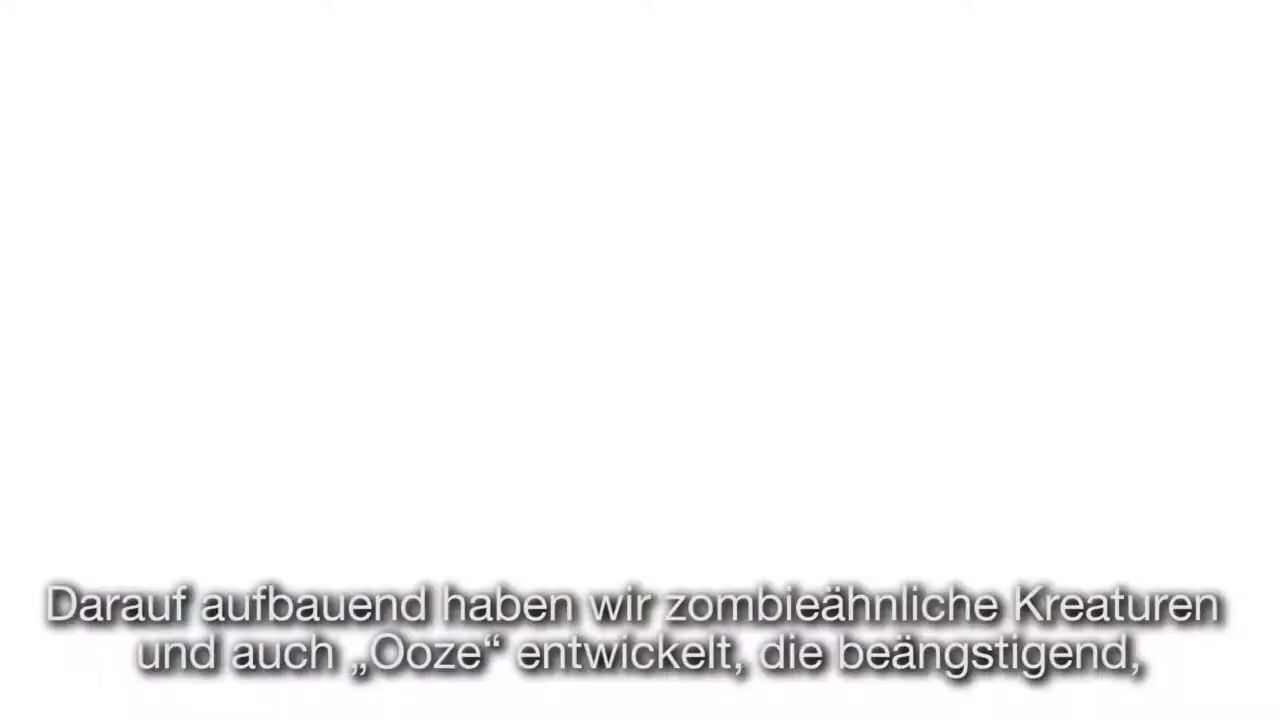 Darauf aufbauend haben wir zombieähnliche Kreaturen
und auch „Ooze“ entwickelt, die beängstigend,